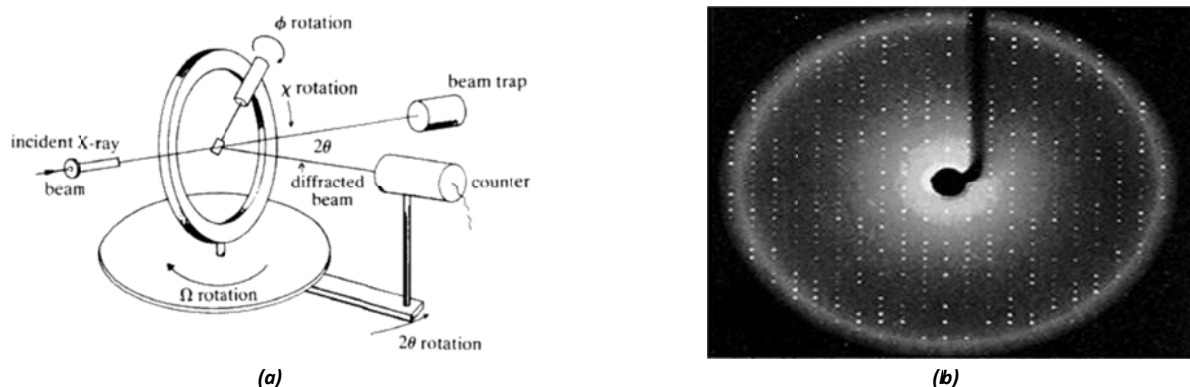 ϕ rotation
χ rotation
beam trap
incident X-ray
2θ
beam
diffracted
beam
counter
Ω rotation
2θ rotation
(a)
(b)